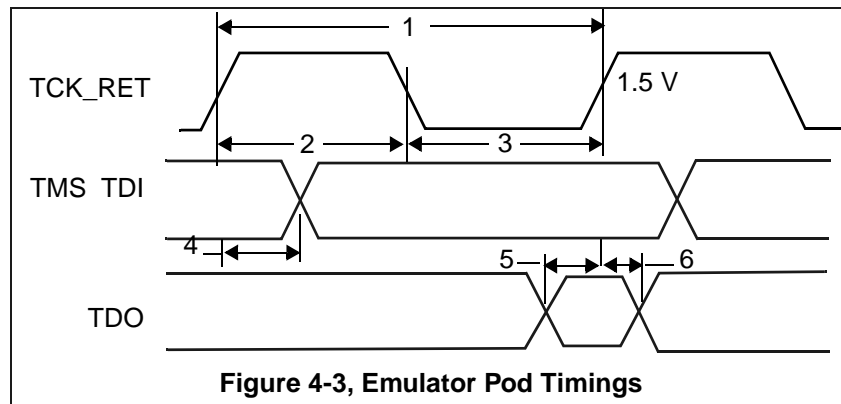 1
TCK_RET
1.5 V
2
3
TMS TDI
4
5
6
TDO
Figure 4-3, Emulator Pod Timings